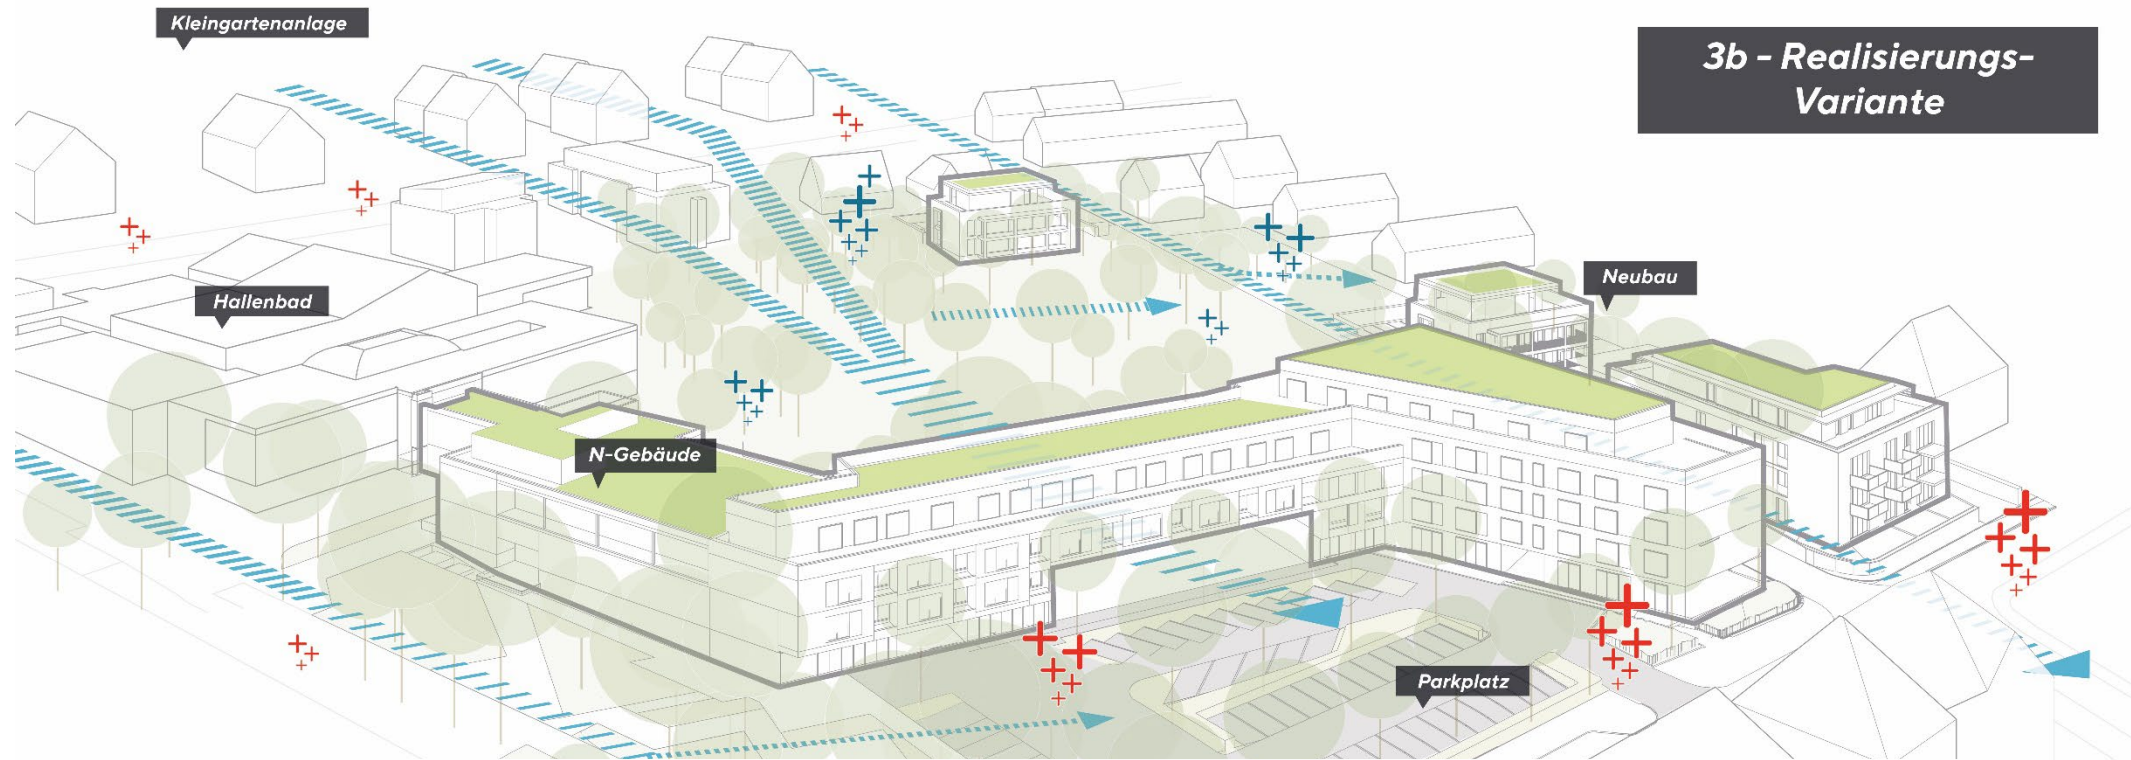 Kleingartenanlage
3b - Realisierungs-
Variante
Hallenbad
Neubau
N-Gebäude
Parkplatz